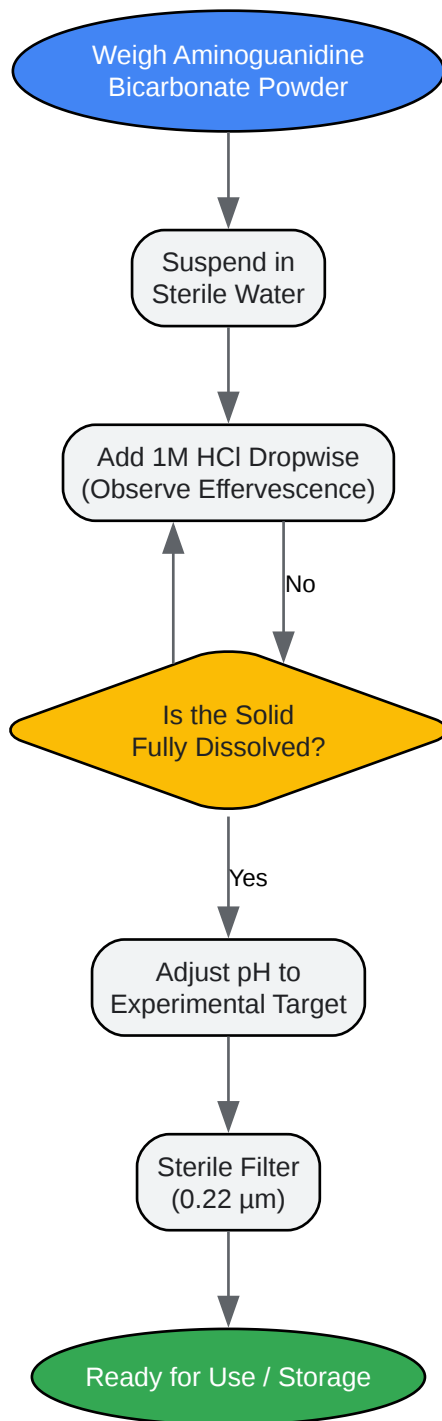 Weigh Aminoguanidine
Bicarbonate Powder
Suspend in
Sterile Water
Add 1M HCl Dropwise
(Observe Effervescence)
No
Is the Solid
Fully Dissolved?
Yes
Adjust pH to
Experimental Target
Sterile Filter
(0.22 µm)
Ready for Use / Storage